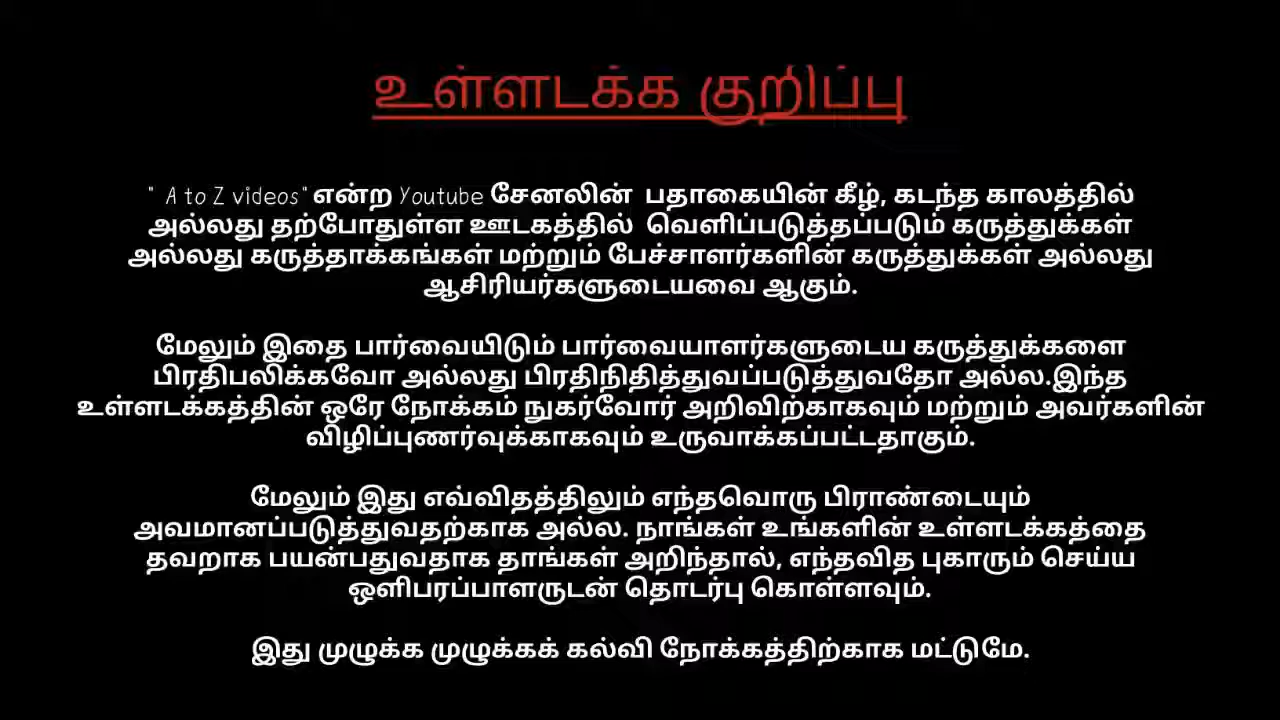 உள்ளடக்க குறிப்பு
" A to Z videos" என்ற Youtube சேனலின் பதாகையின் கீழ், கடந்த காலத்தில்
அல்லது தற்போதுள்ள ஊடகத்தில் வெளிப்படுத்தப்படும் கருத்துக்கள்
அல்லது கருத்தாக்கங்கள் மற்றும் பேச்சாளர்களின் கருத்துக்கள் அல்லது
ஆசிரியர்களுடையவை ஆகும்.
மேலும் இதை பார்வையிடும் பார்வையாளர்களுடைய கருத்துக்களை
பிரதிபலிக்கவோ அல்லது பிரதிநிதித்துவப்படுத்துவதோ அல்ல.இந்த
உள்ளடக்கத்தின் ஒரே நோக்கம் நுகர்வோர் அறிவிற்காகவும் மற்றும் அவர்களின்
விழிப்புணர்வுக்காகவும் உருவாக்கப்பட்டதாகும்.
மேலும் இது எவ்விதத்திலும் எந்தவொரு பிராண்டையும்
அவமானப்படுத்துவதற்காக அல்ல. நாங்கள் உங்களின் உள்ளடக்கத்தை
தவறாக பயன்பதுவதாக தாங்கள் அறிந்தால், எந்தவித புகாரும் செய்ய
ஒளிபரப்பாளருடன் தொடர்பு கொள்ளவும்.
இது முழுக்க முழுக்கக் கல்வி நோக்கத்திற்காக மட்டுமே.